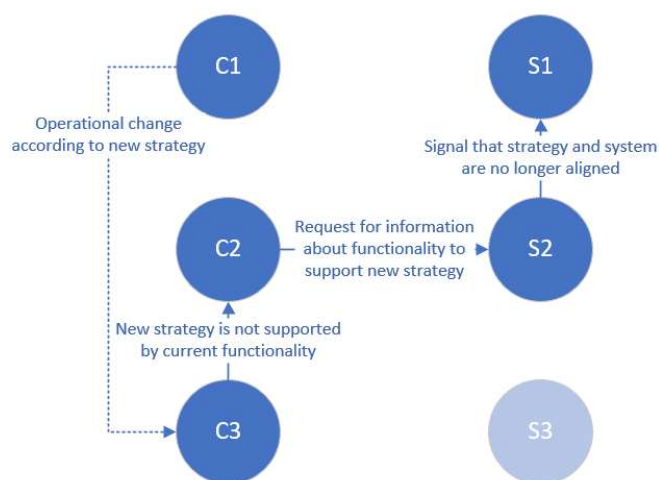 C1
S1
Operational change
according to new strategy
Signal that strategy and system
are no longer aligned
C2
Request for information
about functionality to
support new strategy
S2
New strategy is not supported
by current functionality
C3
S3